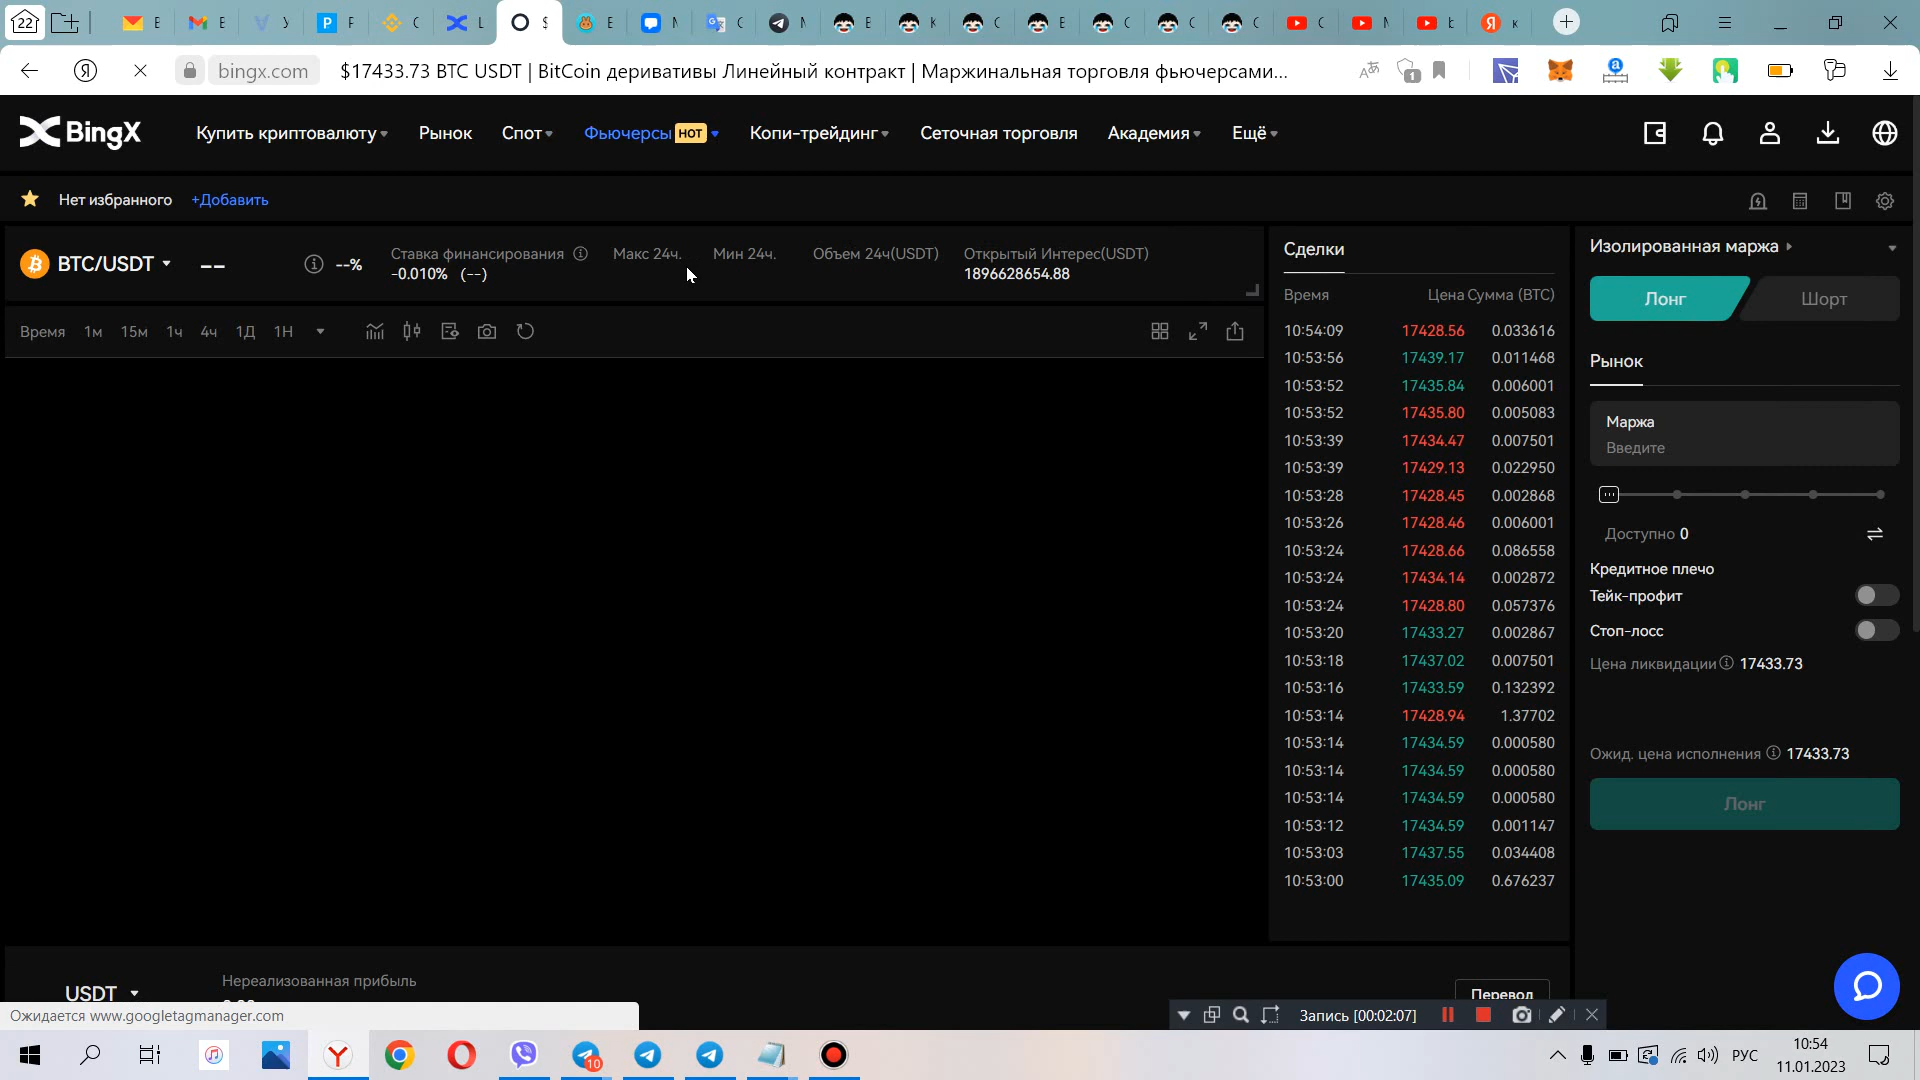 22
bingx.com
$17433.73 BTC USDT | BitCoin деривативы Линейный контракт | Маржинальная торговля фьючерсами...
BingX
Купить криптовалюту
Рынок
Спот
Фьючерсы HOT
Копи-трейдинг
Сеточная торговля
Академия
Ещё
Нет избранного +Добавить
BTC/USDT
--
--%
Ставка финансирования
-0.010% (--)
Макс 24ч.
Мин 24ч.
Объем 24ч(USDT)
Открытый Интерес(USDT)
1896628654.88
Время 1м 15м 1ч 4ч 1Д 1Н
Сделки
Время Цена Сумма (BTC)
10:54:09 17428.56 0.033616
10:53:56 17439.17 0.011468
10:53:52 17435.84 0.006001
10:53:52 17435.80 0.005083
10:53:39 17434.47 0.007501
10:53:39 17429.13 0.022950
10:53:28 17428.45 0.002868
10:53:26 17428.46 0.006001
10:53:24 17428.66 0.086558
10:53:24 17434.14 0.002872
10:53:24 17428.80 0.057376
10:53:20 17433.27 0.002867
10:53:18 17437.02 0.007501
10:53:16 17433.59 0.132392
10:53:14 17428.94 1.37702
10:53:14 17434.59 0.000580
10:53:14 17434.59 0.000580
10:53:14 17434.59 0.000580
10:53:12 17434.59 0.001147
10:53:03 17437.55 0.034408
10:53:00 17435.09 0.676237
Изолированная маржа
Лонг
Шорт
Рынок
Маржа
Введите
Доступно 0
Кредитное плечо
Тейк-профит
Стоп-лосс
Цена ликвидации 17433.73
Ожид. цена исполнения 17433.73
Лонг
USDT
Нереализованная прибыль
Перевод
Ожидается www.googletagmanager.com
Запись [00:02:07]
10
РУС
10:54
11.01.2023